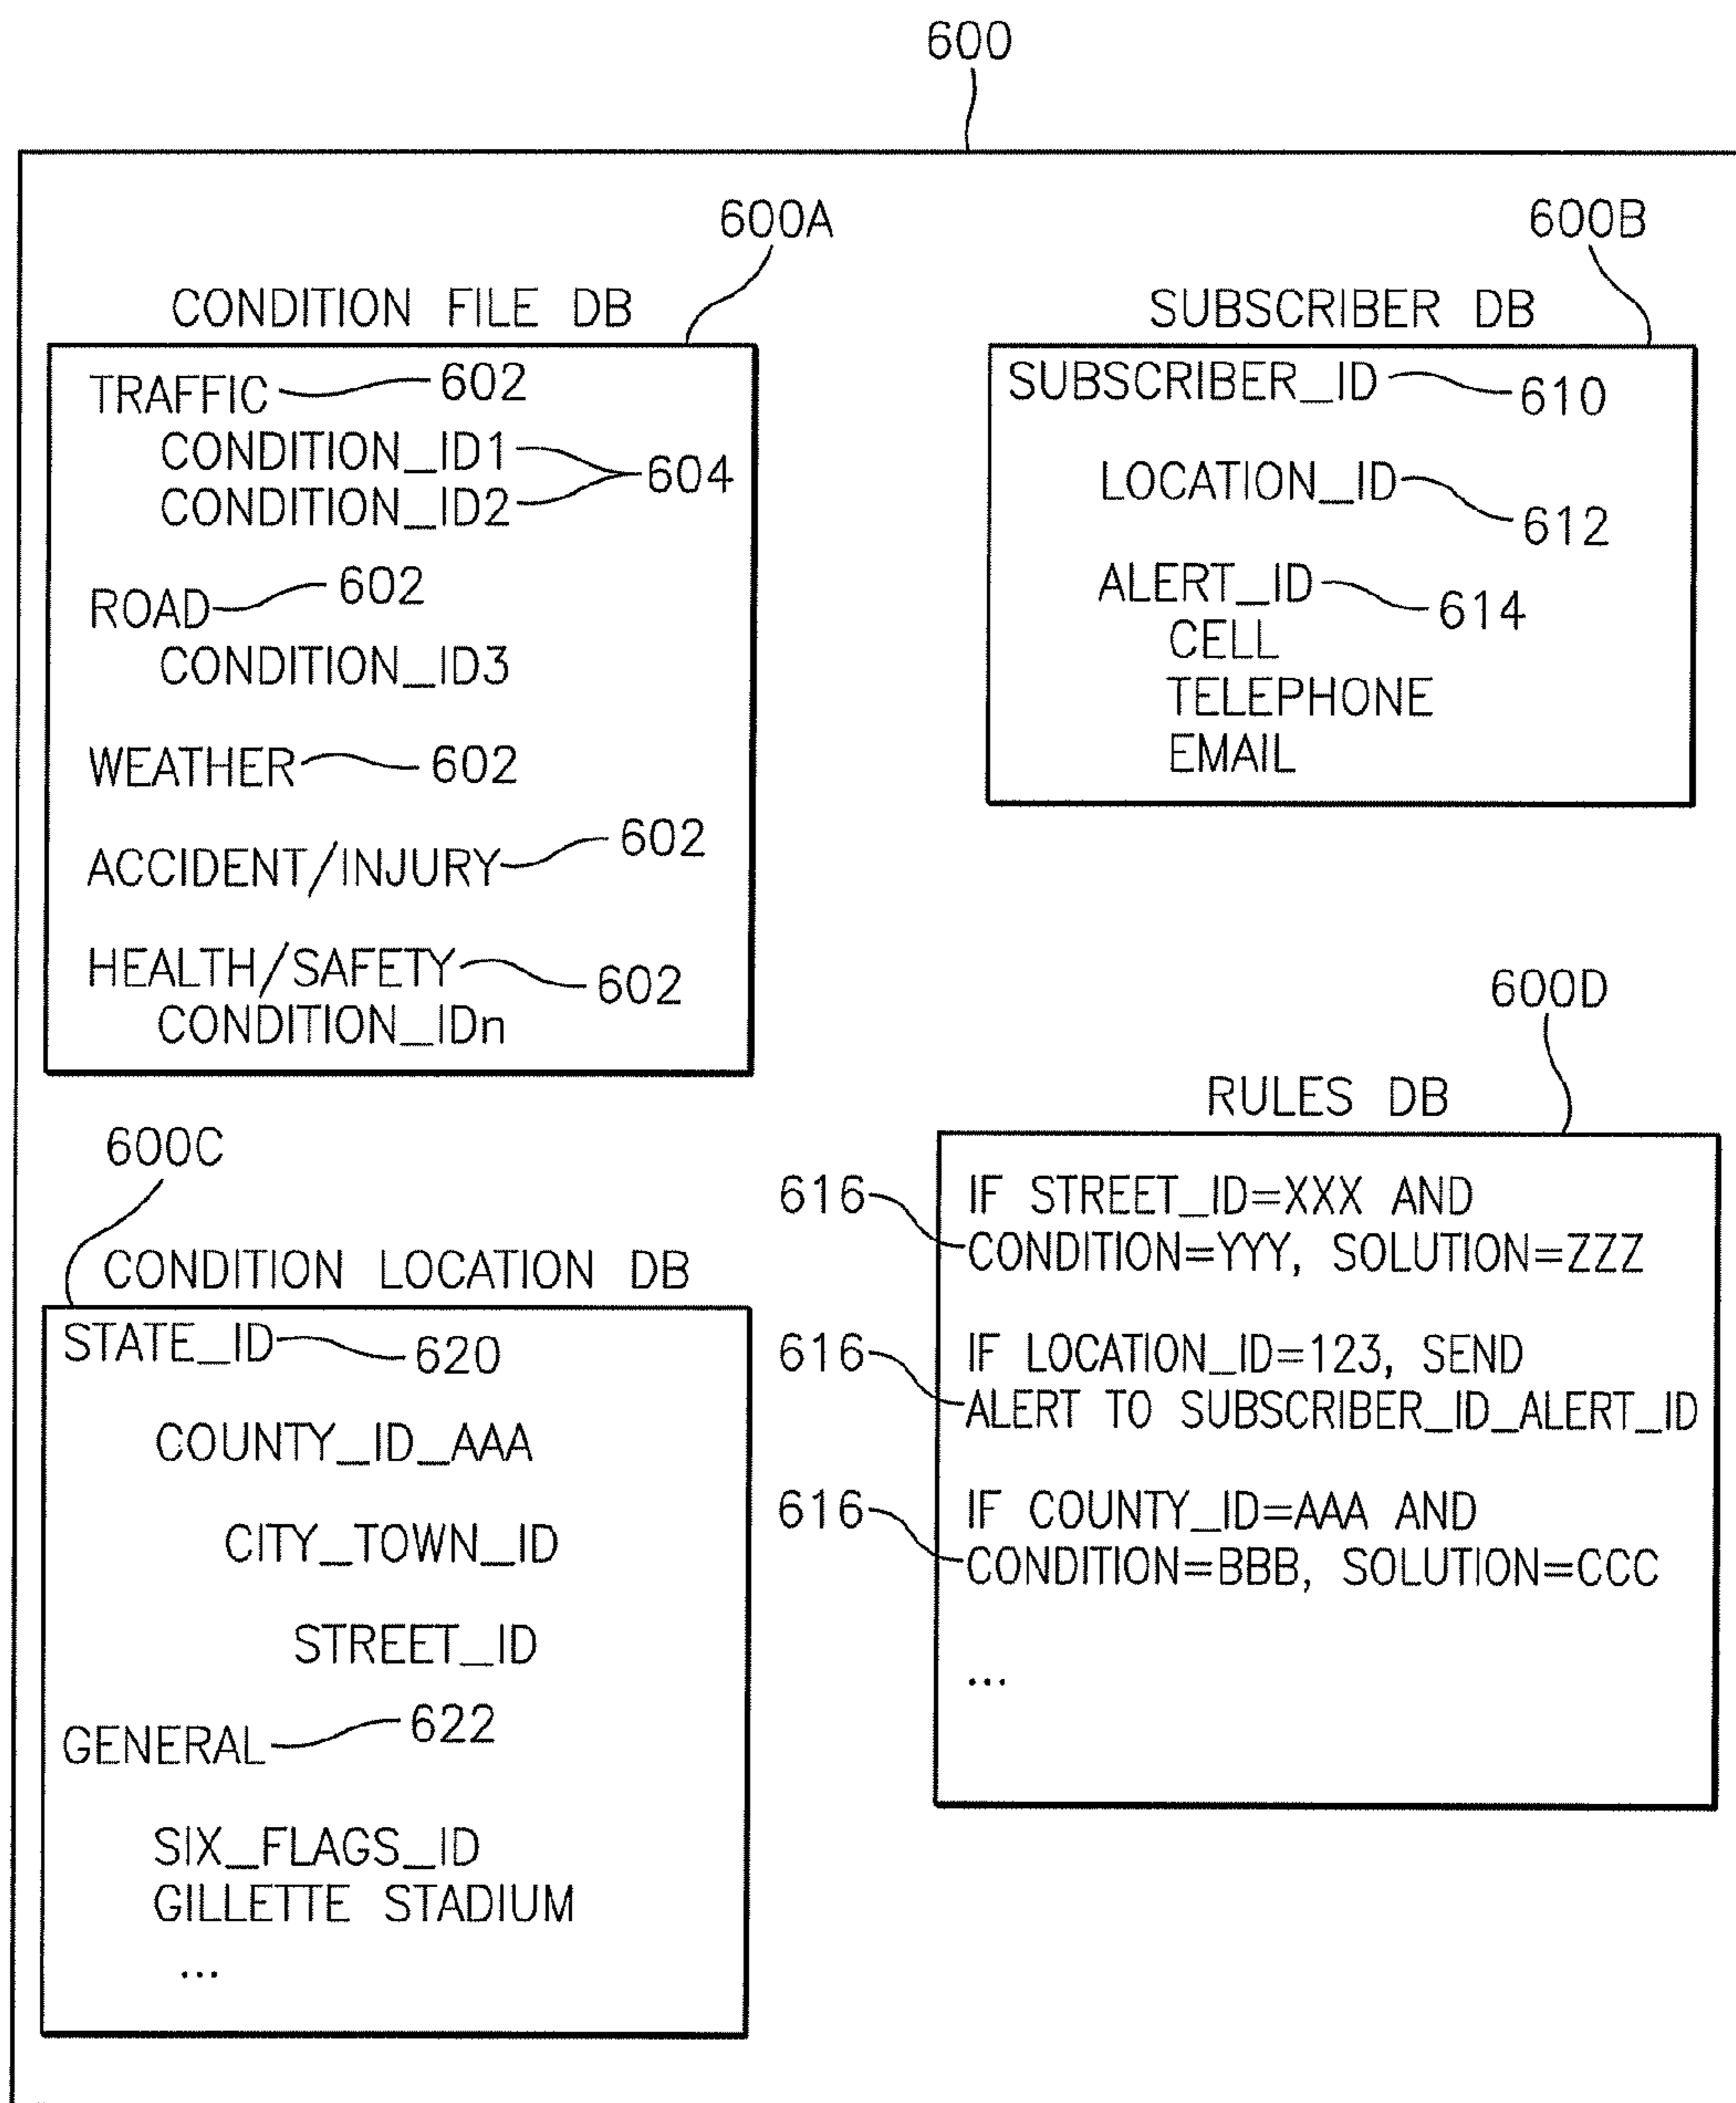 600
600A
CONDITION FILE DB
TRAFFIC 602
CONDITION_ID1
604
CONDITION_ID2
ROAD 602
CONDITION_ID3
WEATHER 602
ACCIDENT/INJURY 602
HEALTH/SAFETY 602
CONDITION_IDn
600B
SUBSCRIBER DB
SUBSCRIBER_ID 610
LOCATION_ID
612
ALERT_ID 614
CELL
TELEPHONE
EMAIL
600C
CONDITION LOCATION DB
STATE_ID 620
COUNTY_ID_AAA
CITY_TOWN_ID
STREET_ID
GENERAL 622
SIX_FLAGS_ID
GILLETTE STADIUM
...
600D
RULES DB
616 IF STREET_ID=XXX AND
CONDITION=YYY, SOLUTION=ZZZ
616 IF LOCATION_ID=123, SEND
ALERT TO SUBSCRIBER_ID_ALERT_ID
616 IF COUNTY_ID=AAA AND
CONDITION=BBB, SOLUTION=CCC
...